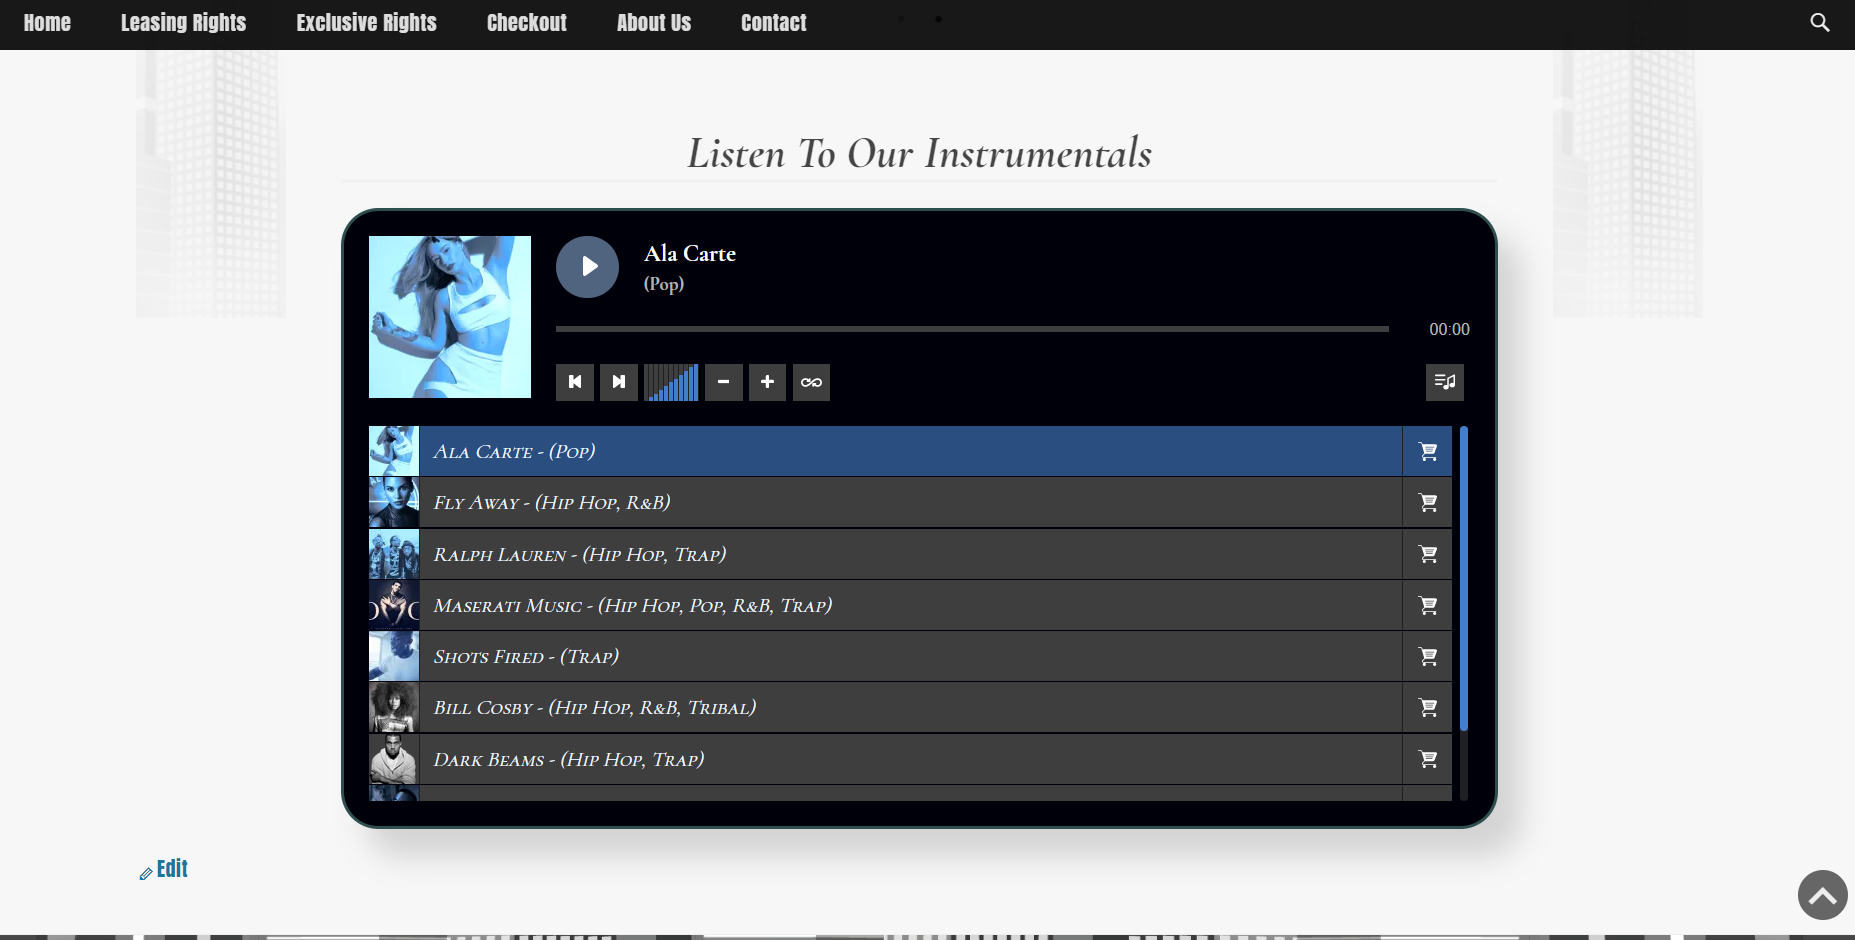 Home Leasing Rights Exclusive Rights Checkout About Us Contact
Listen To Our Instrumentals
Ala Carte
(Pop)
00:00
Ala Carte - (Pop)
Fly Away - (Hip Hop, R&B)
Ralph Lauren - (Hip Hop, Trap)
Maserati Music - (Hip Hop, Pop, R&B, Trap)
Shots Fired - (Trap)
Bill Cosby - (Hip Hop, R&B, Tribal)
Dark Beams - (Hip Hop, Trap)
Edit